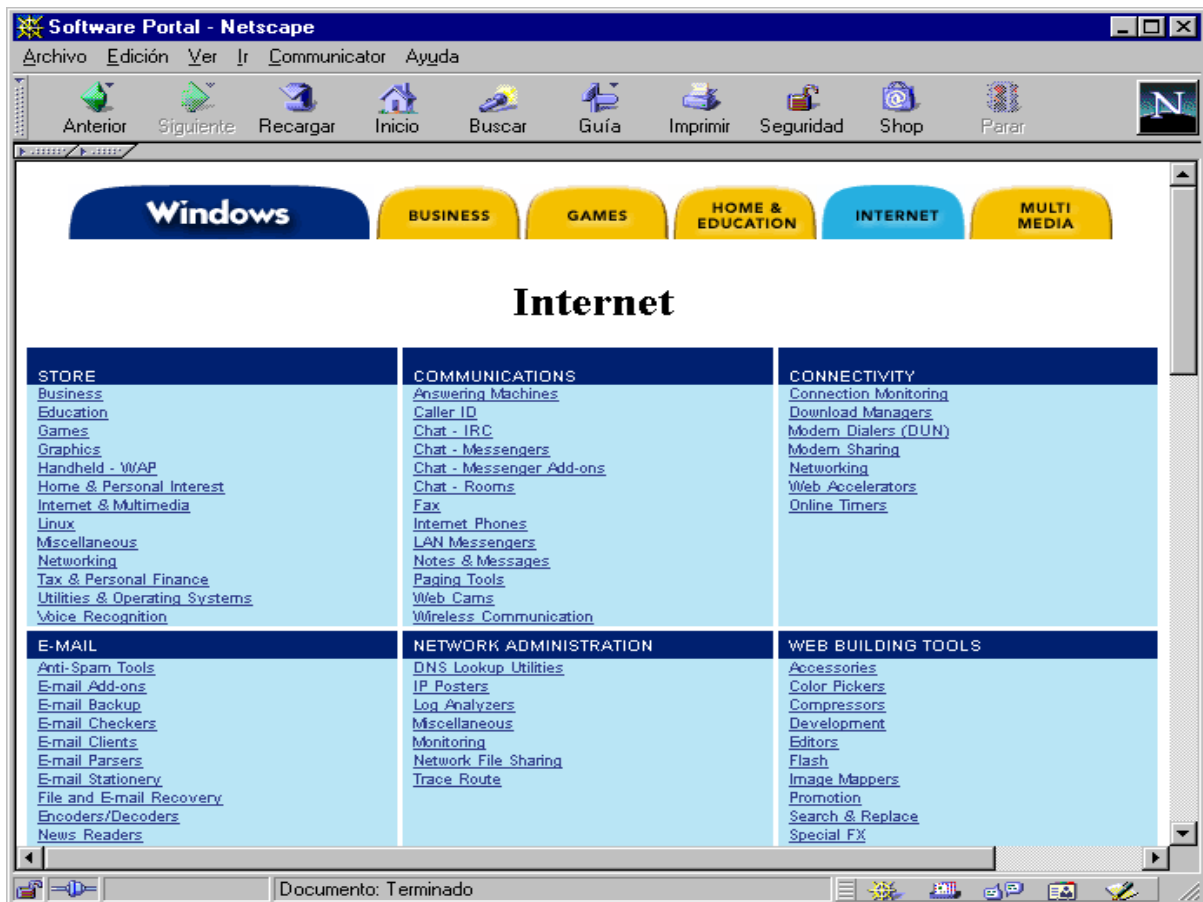 Software Portal - Netscape
Archivo Edición Ver Ir Communicator Ayuda
Anterior Siguiente Recargar Inicio Buscar Guía Imprimir Seguridad Shop Parar
N
Windows
BUSINESS
GAMES
HOME &
EDUCATION
INTERNET
MULTI
MEDIA
Internet
STORE
Business
Education
Games
Graphics
Handheld - WAP
Home & Personal Interest
Internet & Multimedia
Linux
Miscellaneous
Networking
Tax & Personal Finance
Utilities & Operating Systems
Voice Recognition
COMMUNICATIONS
Answering Machines
Caller ID
Chat - IRC
Chat - Messengers
Chat - Messenger Add-ons
Chat - Rooms
Fax
Internet Phones
LAN Messengers
Notes & Messages
Paging Tools
Web Cams
Wireless Communication
CONNECTIVITY
Connection Monitoring
Download Managers
Modem Dialers (DUN)
Modem Sharing
Networking
Web Accelerators
Online Timers
E-MAIL
Anti-Spam Tools
E-mail Add-ons
E-mail Backup
E-mail Checkers
E-mail Clients
E-mail Parsers
E-mail Stationery
File and E-mail Recovery
Encoders/Decoders
News Readers
NETWORK ADMINISTRATION
DNS Lookup Utilities
IP Posters
Log Analyzers
Miscellaneous
Monitoring
Network File Sharing
Trace Route
WEB BUILDING TOOLS
Accessories
Color Pickers
Compressors
Development
Editors
Flash
Image Mappers
Promotion
Search & Replace
Special FX
Documento: Terminado